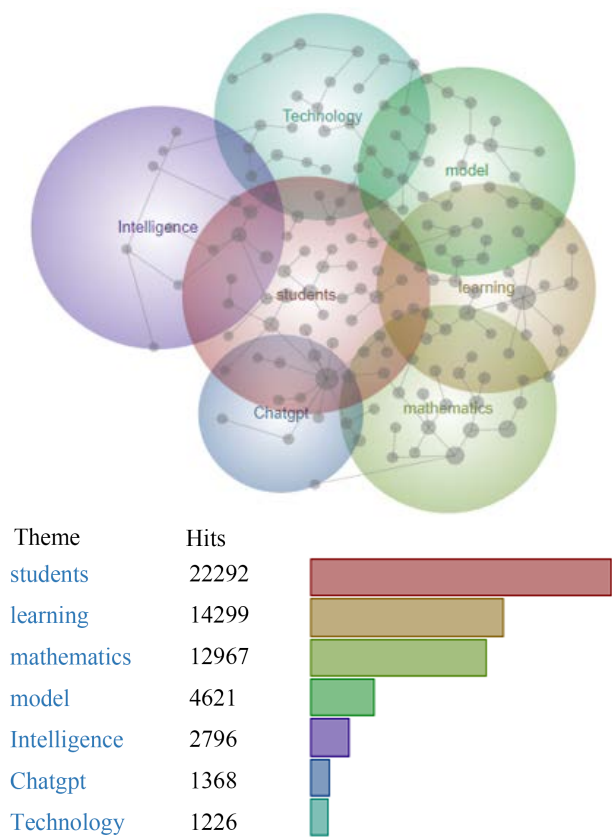 Technology
model
Intelligence
learning
students
Chatgpt
mathematics
Theme Hits
students 22292
learning 14299
mathematics 12967
model 4621
Intelligence 2796
Chatgpt 1368
Technology 1226